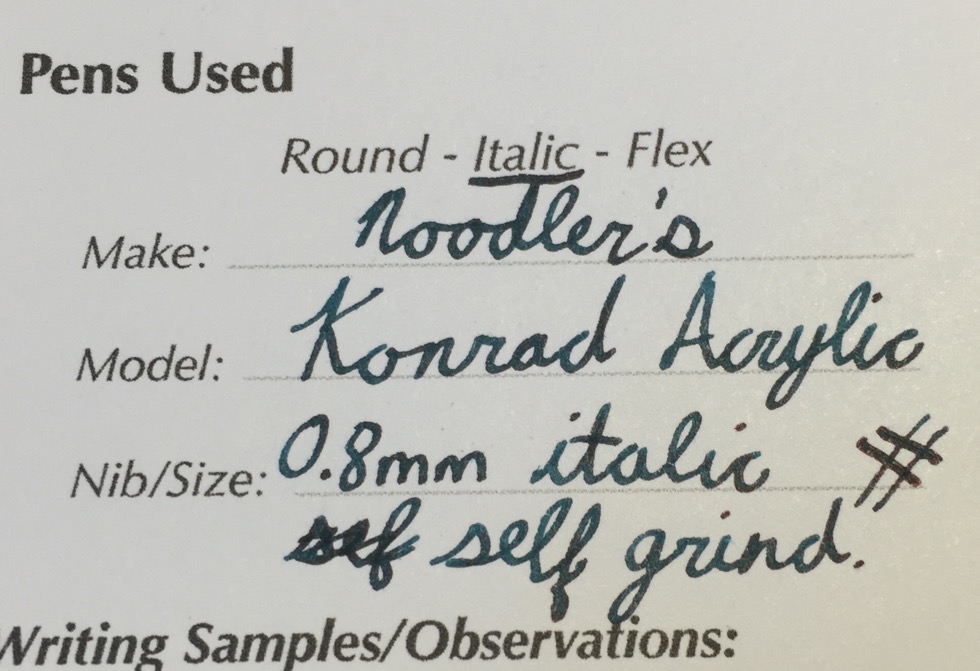 Pens Used
Round - Italic - Flex
Make: Noodler's
Model: Konrad Acrylic
Nib/Size: 0.8mm italic #
self grind.
Writing Samples/Observations: